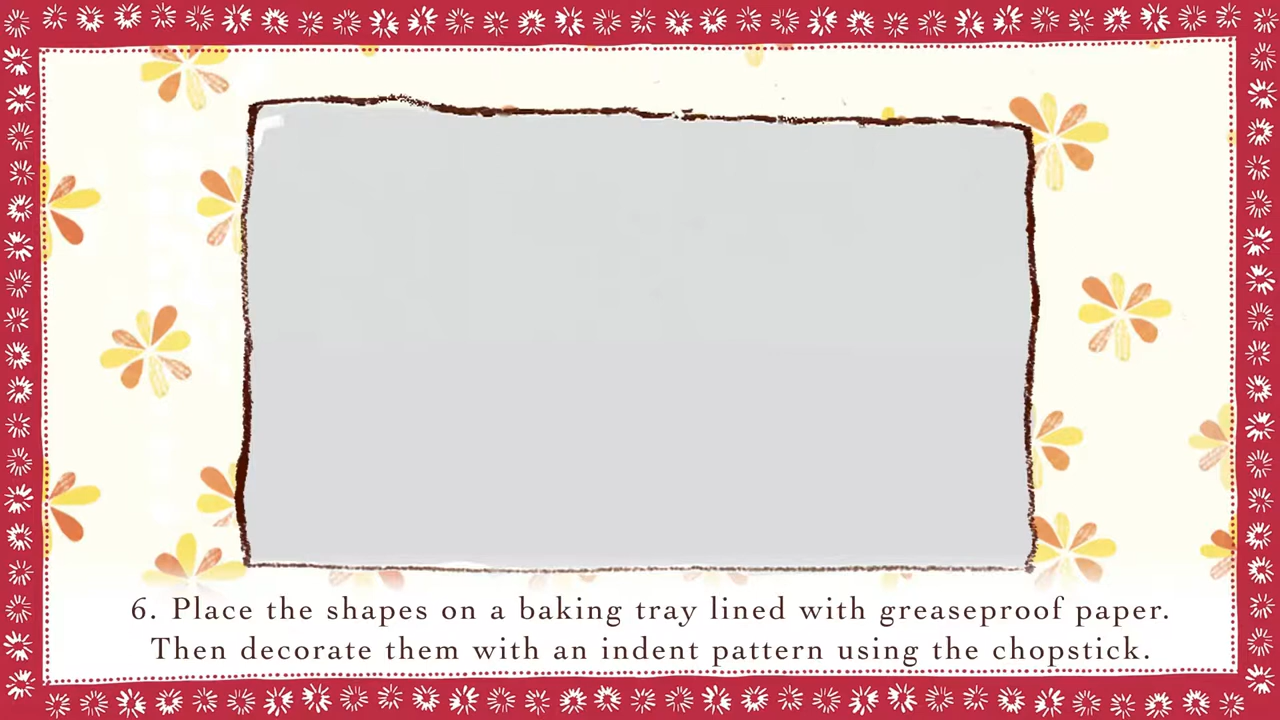 6. Place the shapes on a baking tray lined with greaseproof paper.
Then decorate them with an indent pattern using the chopstick.